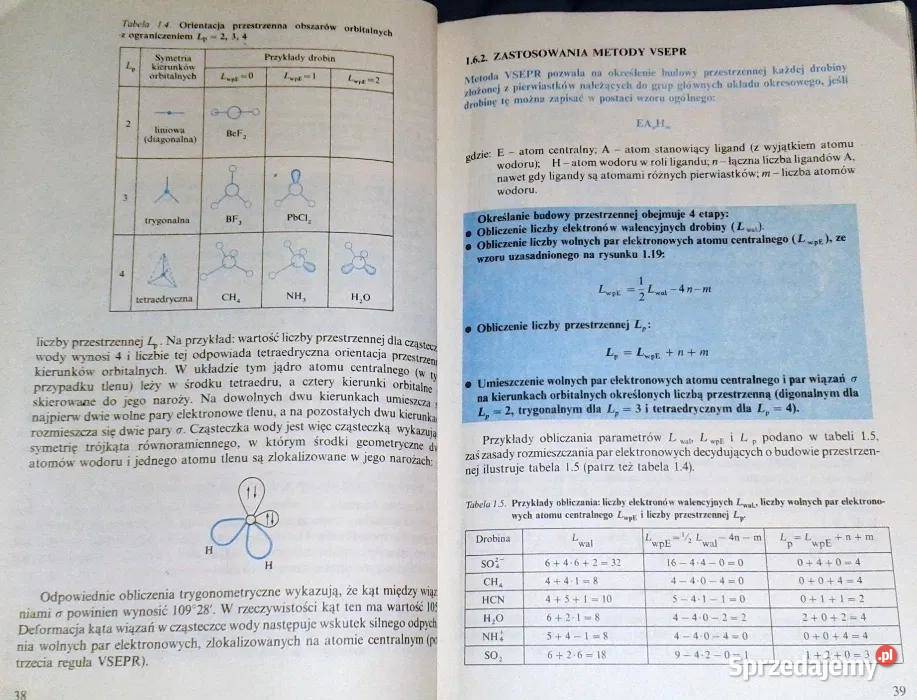 Tabela 1.4. Orientacja przestrzenna obszarów orbitalnych
z ograniczeniem Lp = 2, 3, 4
Lp
Symetria
kierunków
orbitalnych
Przykłady drobin
LwpE = 0
LwpE = 1
LwpE = 2
2
liniowa
(diagonalna)
BeF2
3
trygonalna
BF3
PbCl2
4
tetraedryczna
CH4
NH3
H2O
liczby przestrzennej Lp. Na przykład: wartość liczby przestrzennej dla cząstecz
wody wynosi 4 i liczbie tej odpowiada tetraedryczna orientacja przestrzen
kierunków orbitalnych. W układzie tym jądro atomu centralnego (w ty
przypadku tlenu) leży w środku tetraedru, a cztery kierunki orbitalne
skierowane do jego naroży. Na dowolnych dwu kierunkach umieszcza
najpierw dwie wolne pary elektronowe tlenu, a na pozostałych dwu kierunka
rozmieszcza się dwie pary σ. Cząsteczka wody jest więc cząsteczką wykazują
symetrię trójkąta równoramiennego, w którym środki geometryczne dw
atomów wodoru i jednego atomu tlenu są zlokalizowane w jego narożach:
H
H
Odpowiednie obliczenia trygonometryczne wykazują, że kąt między wiąz
niami σ powinien wynosić 109°28'. W rzeczywistości kąt ten ma wartość 105
Deformacja kąta wiązań w cząsteczce wody następuje wskutek silnego odpych
nia wolnych par elektronowych, zlokalizowanych na atomie centralnym (po
trzecia reguła VSEPR).
38
1.6.2. ZASTOSOWANIA METODY VSEPR
Metoda VSEPR pozwala na określenie budowy przestrzennej każdej drobiny
złożonej z pierwiastków należących do grup głównych układu okresowego, jeśli
drobinę tę można zapisać w postaci wzoru ogólnego:
EAnHm
gdzie: E – atom centralny; A – atom stanowiący ligand (z wyjątkiem atomu
wodoru); H – atom wodoru w roli ligandu; n – łączna liczba ligandów A,
nawet gdy ligandy są atomami różnych pierwiastków; m – liczba atomów
wodoru.
Określanie budowy przestrzennej obejmuje 4 etapy:
● Obliczenie liczby elektronów walencyjnych drobiny (Lwal).
● Obliczenie liczby wolnych par elektronowych atomu centralnego (LwpE), ze
wzoru uzasadnionego na rysunku 1.19:
LwpE = 1/2 Lwal − 4n − m
● Obliczenie liczby przestrzennej Lp:
Lp = LwpE + n + m
● Umieszczenie wolnych par elektronowych atomu centralnego i par wiązań σ
na kierunkach orbitalnych określonych liczbą przestrzenną (digonalnym dla
Lp = 2, trygonalnym dla Lp = 3 i tetraedrycznym dla Lp = 4).
Przykłady obliczania parametrów Lwal, LwpE i Lp podano w tabeli 1.5,
zaś zasady rozmieszczania par elektronowych decydujących o budowie przestrzen-
nej ilustruje tabela 1.5 (patrz też tabela 1.4).
Tabela 1.5. Przykłady obliczania: liczby elektronów walencyjnych Lwal, liczby wolnych par elektrono-
wych atomu centralnego LwpE i liczby przestrzennej Lp.
Drobina Lwal LwpE = 1/2 Lwal − 4n − m Lp = LwpE + n + m
SO4²⁻ 6 + 4·6 + 2 = 32 16 − 4·4 − 0 = 0 0 + 4 + 0 = 4
CH4 4 + 4·1 = 8 4 − 4·0 − 4 = 0 0 + 0 + 4 = 4
HCN 4 + 5 + 1 = 10 5 − 4·1 − 1 = 0 0 + 1 + 1 = 2
H2O 6 + 2·1 = 8 4 − 4·0 − 2 = 2 2 + 0 + 2 = 4
NH4⁺ 5 + 4 − 1 = 8 4 − 4·0 − 4 = 0 0 + 0 + 4 = 4
SO2 6 + 2·6 = 18 9 − 4·2 − 0 = 1 1 + 2 + 0 = 3
Sprzedajemy.pl
39